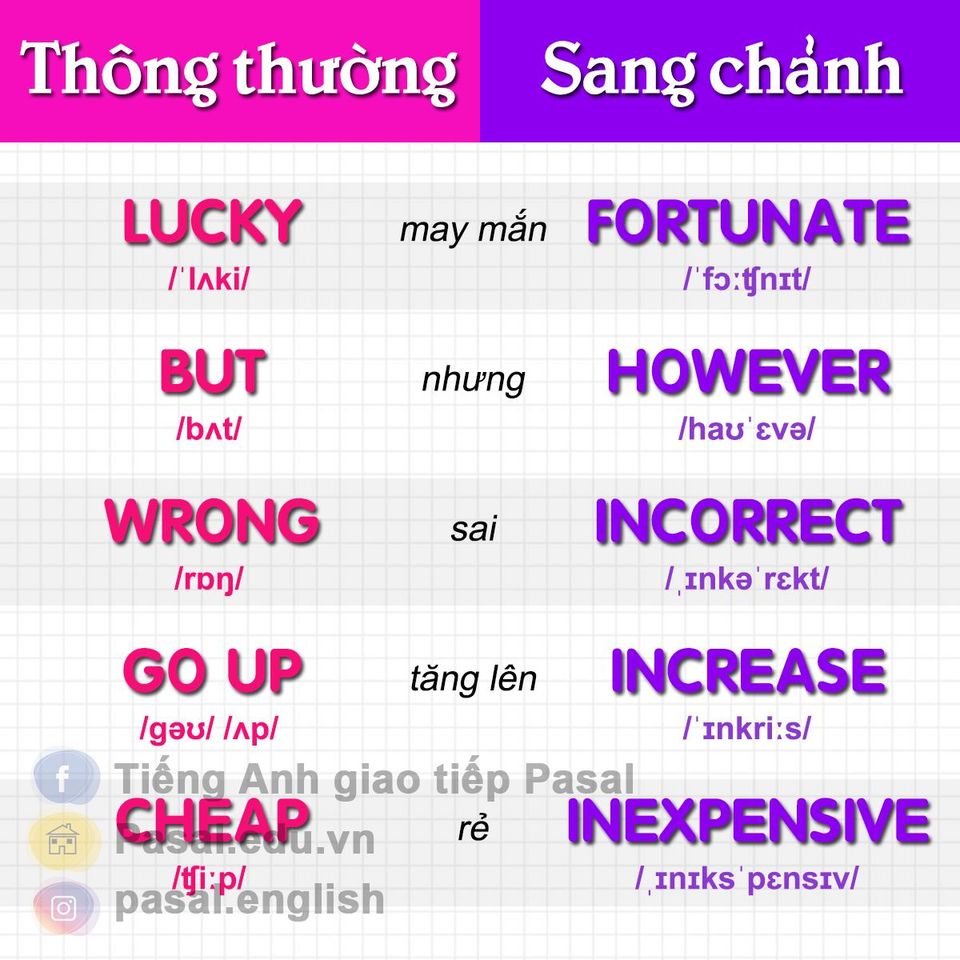 Thông thường Sang chảnh
LUCKY may mắn FORTUNATE
/ˈlʌki/ /ˈfɔːʧnɪt/
BUT nhưng HOWEVER
/bʌt/ /haʊˈɛvə/
WRONG sai INCORRECT
/rɒŋ/ /ˌɪnkəˈrɛkt/
GO UP tăng lên INCREASE
/gəʊ/ /ʌp/ /ˈɪnkriːs/
Tiếng Anh giao tiếp Pasal
CHEAP rẻ INEXPENSIVE
Pasal.edu.vn
/ʧiːp/ /ˌɪnɪksˈpɛnsɪv/
pasal.english